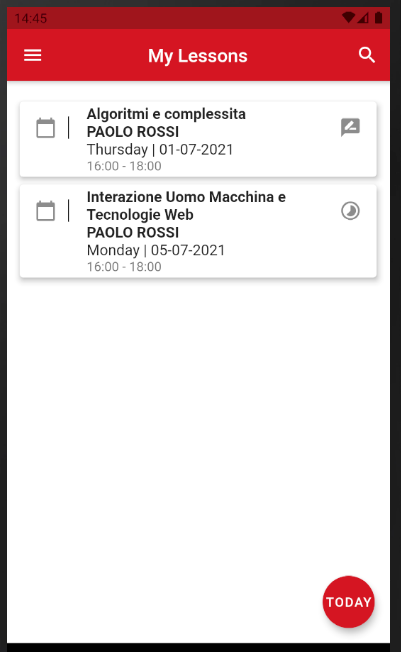 14:45
My Lessons
Algoritmi e complessita
PAOLO ROSSI
Thursday | 01-07-2021
16:00 - 18:00
Interazione Uomo Macchina e
Tecnologie Web
PAOLO ROSSI
Monday | 05-07-2021
16:00 - 18:00
TODAY